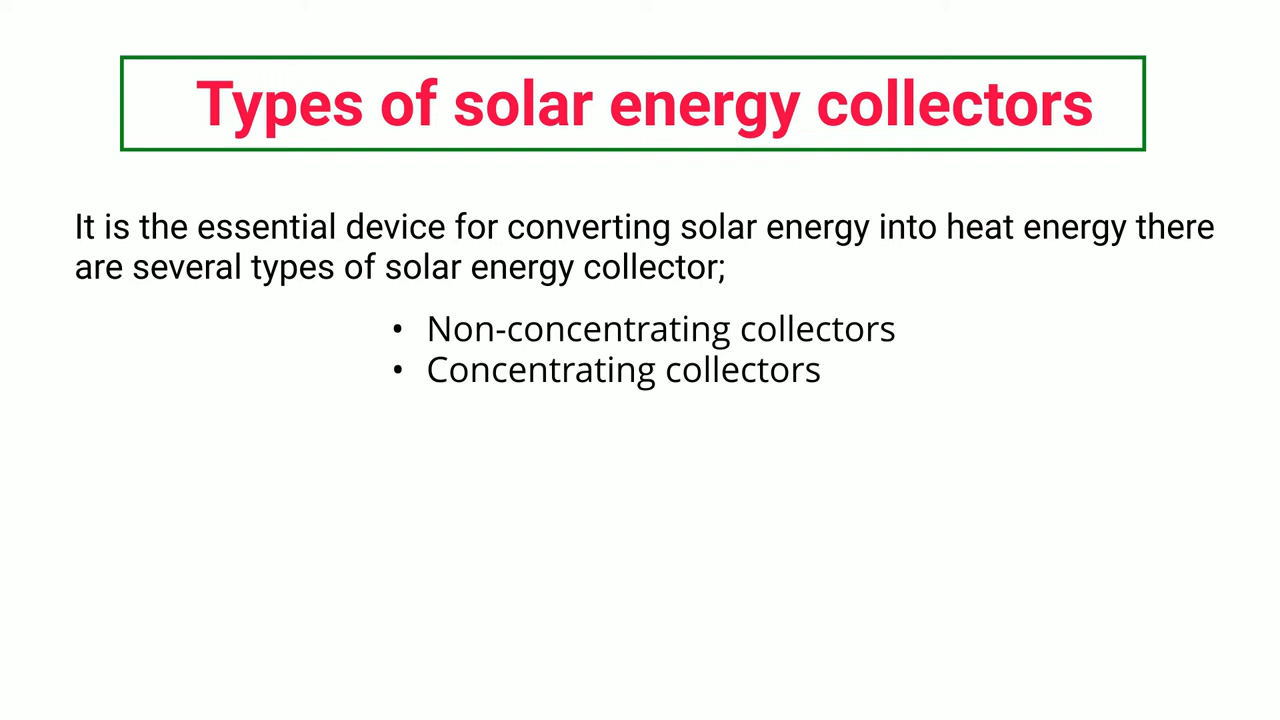 Types of solar energy collectors
It is the essential device for converting solar energy into heat energy there
are several types of solar energy collector;
• Non-concentrating collectors
• Concentrating collectors